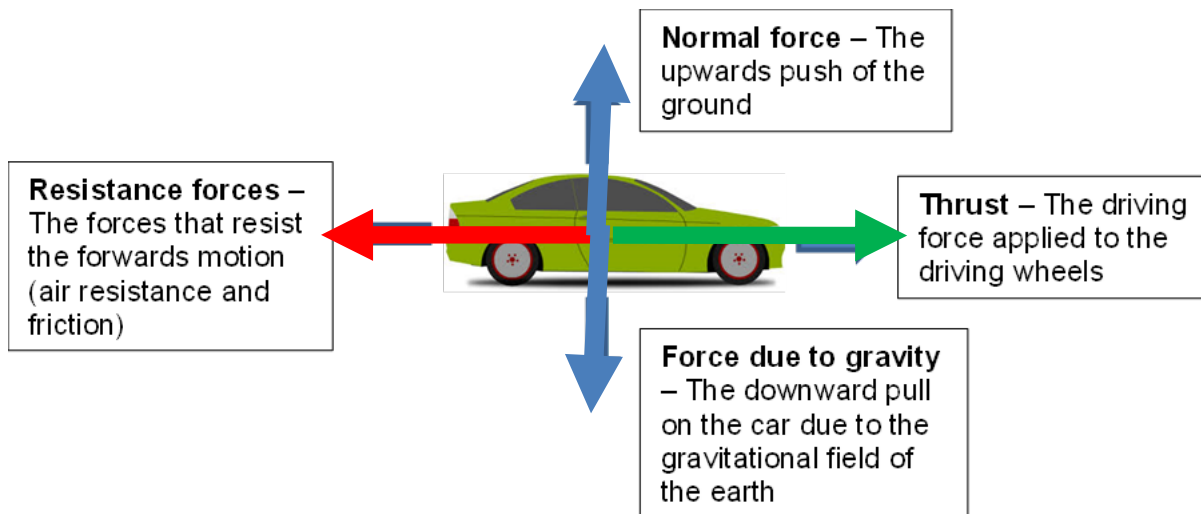 Normal force – The
upwards push of the
ground
Resistance forces –
The forces that resist
the forwards motion
(air resistance and
friction)
Thrust – The driving
force applied to the
driving wheels
Force due to gravity
– The downward pull
on the car due to the
gravitational field of
the earth